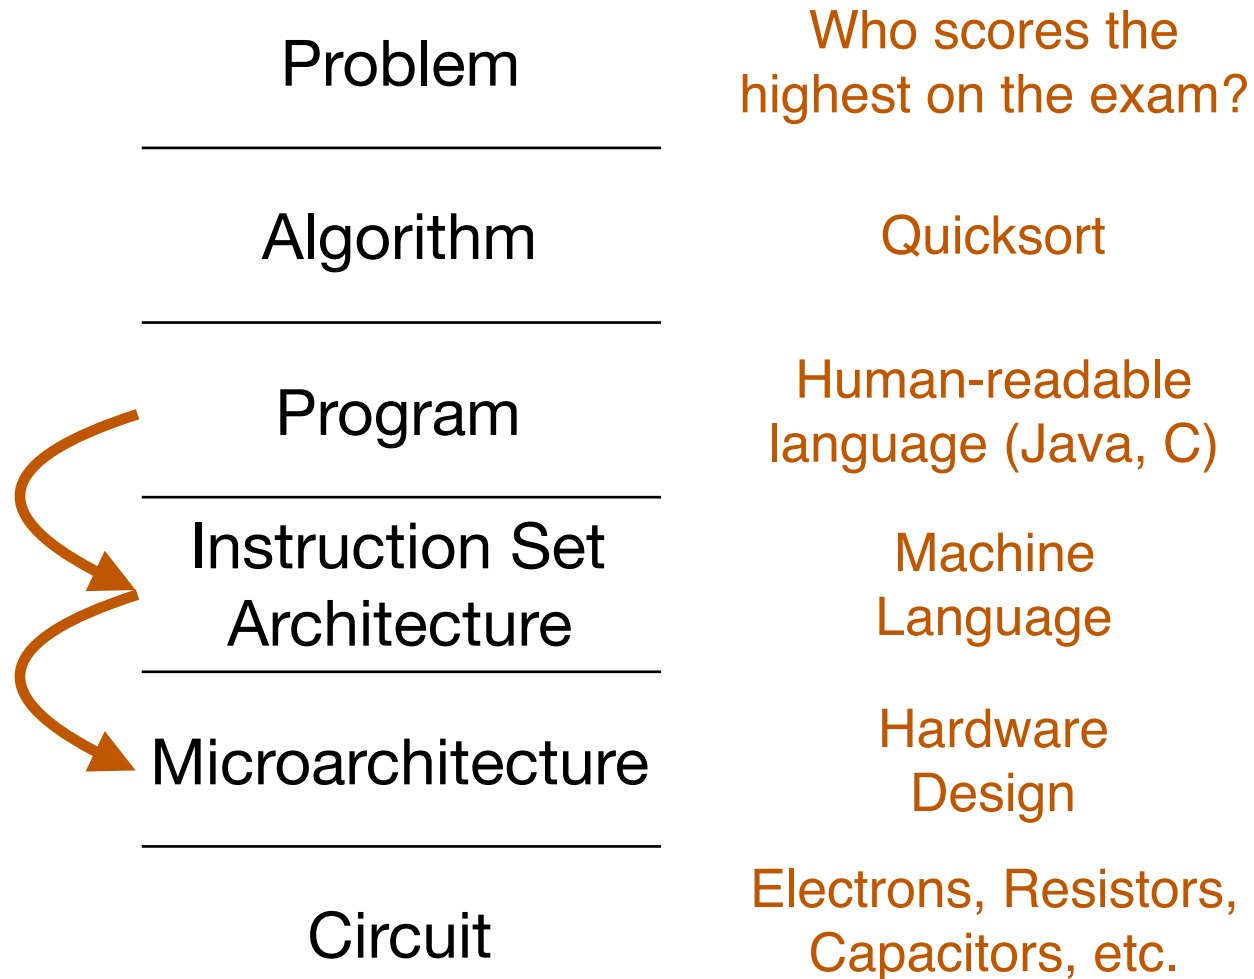 Problem
Who scores the
highest on the exam?
Algorithm
Quicksort
Program
Human-readable
language (Java, C)
Instruction Set
Architecture
Machine
Language
Microarchitecture
Hardware
Design
Circuit
Electrons, Resistors,
Capacitors, etc.